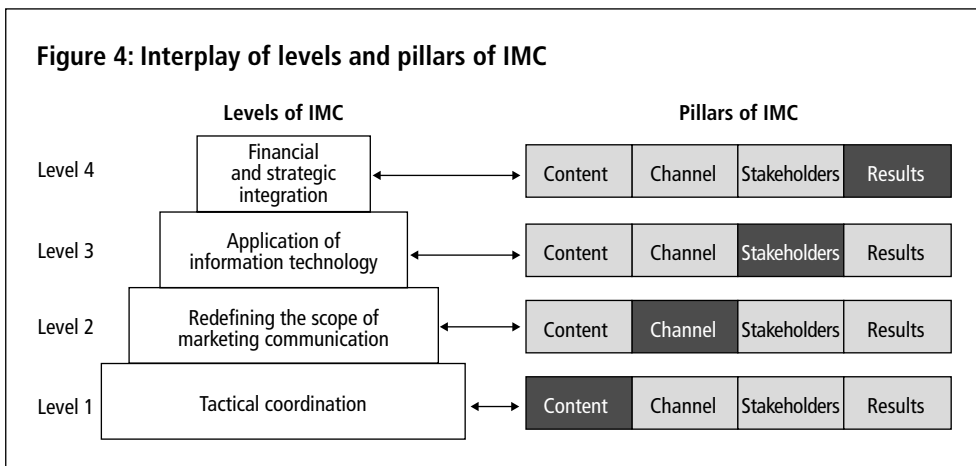 Figure 4: Interplay of levels and pillars of IMC
Levels of IMC
Pillars of IMC
Level 4
Financial
and strategic
integration
Content Channel Stakeholders Results
Level 3
Application of
information technology
Content Channel Stakeholders Results
Level 2
Redefining the scope of
marketing communication
Content Channel Stakeholders Results
Level 1
Tactical coordination
Content Channel Stakeholders Results